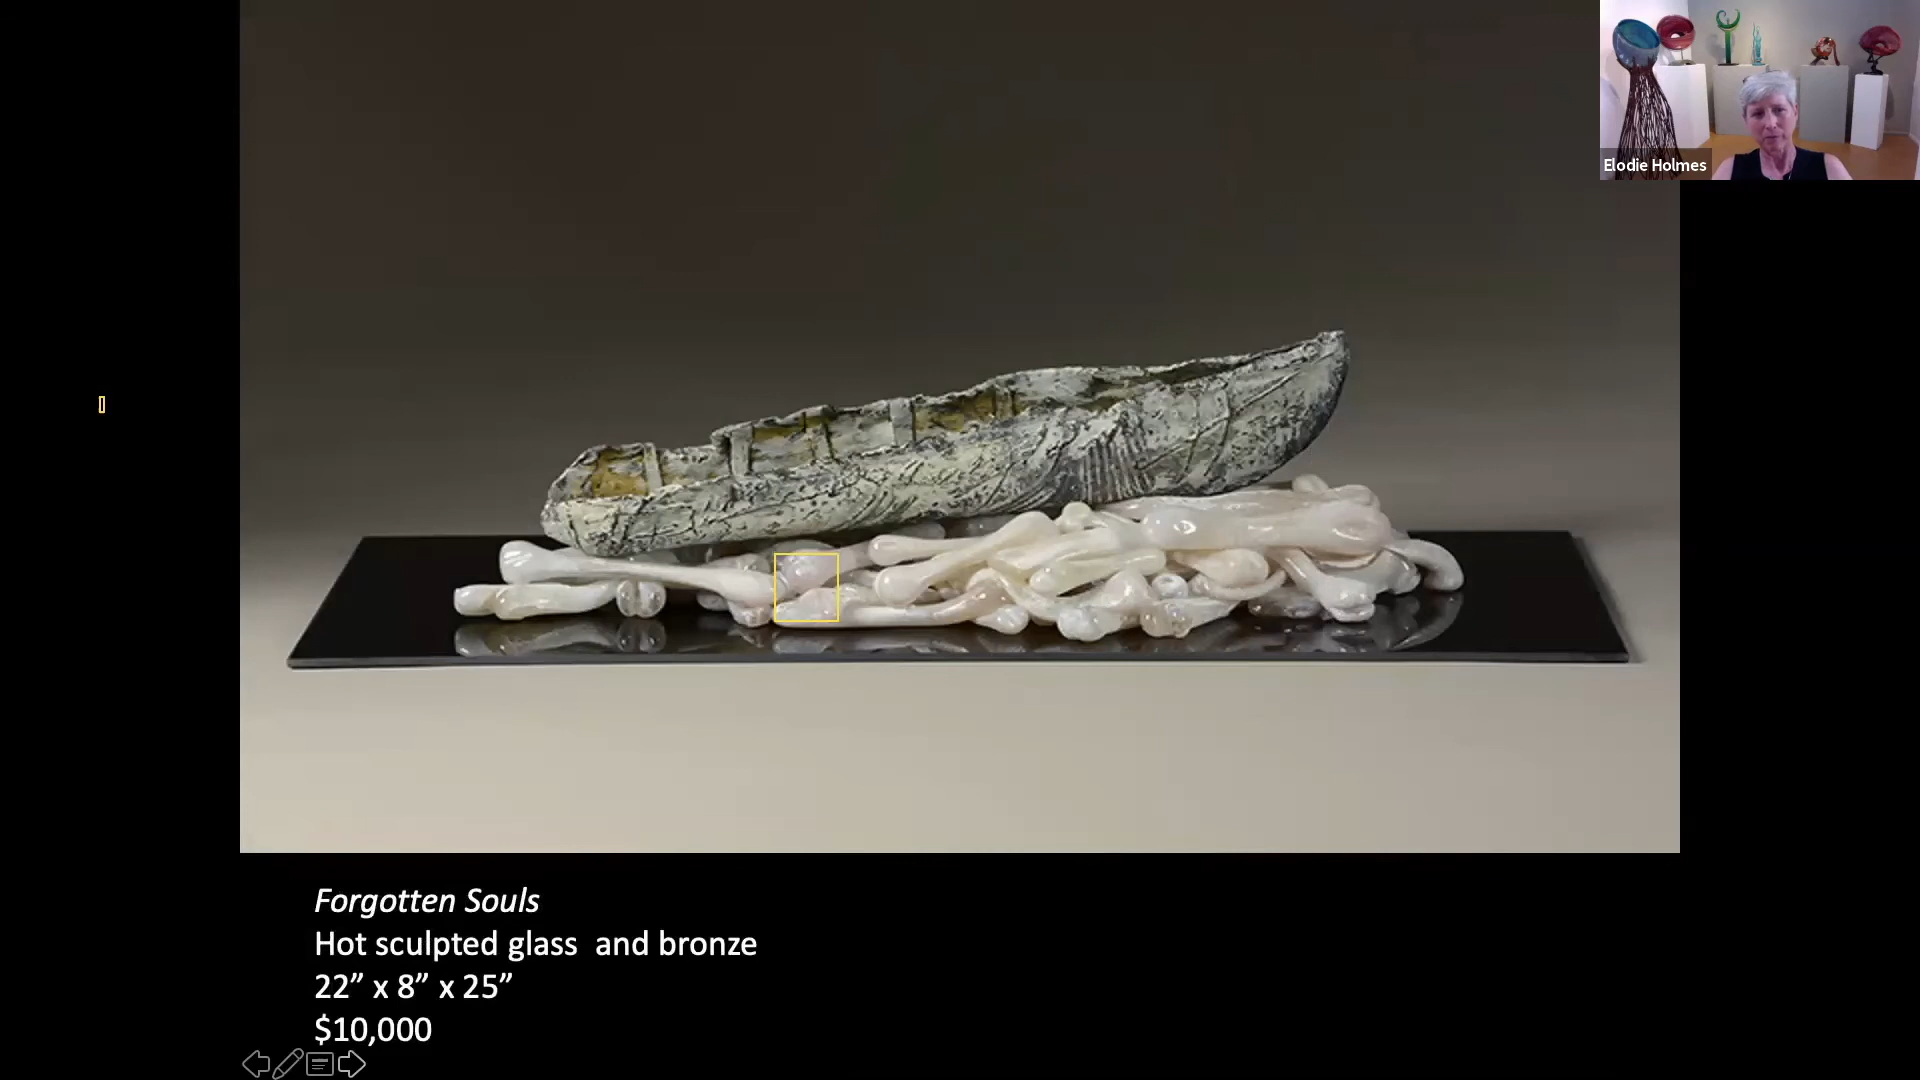 Elodie Holmes
Forgotten Souls
Hot sculpted glass  and bronze
22” x 8” x 25”
$10,000